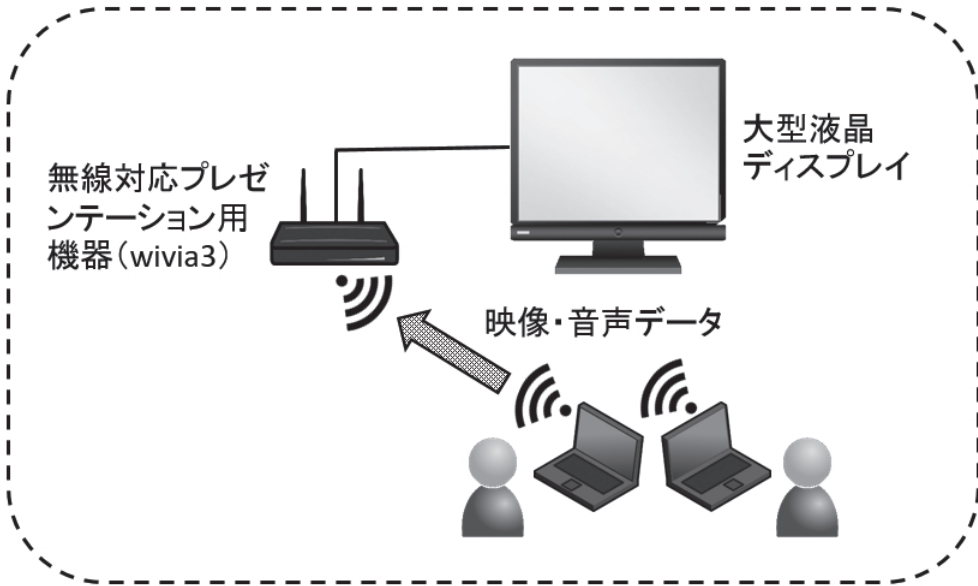 大型液晶
ディスプレイ
無線対応プレゼ
ンテーション用
機器(wivia3)
映像・音声データ